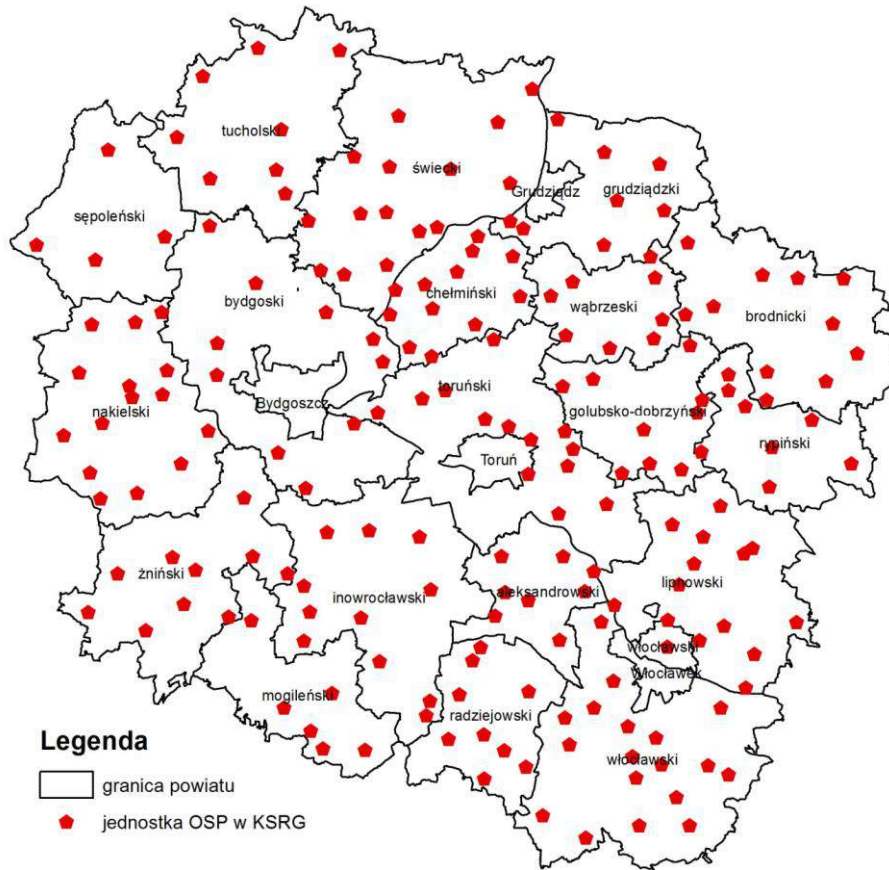 tucholski
świecki
Grudziądz
grudziądzki
sępoleński
bydgoski
chełmiński
wąbrzeski
brodnicki
nakielski
Bydgoszcz
toruński
golubsko-dobrzyński
Toruń
rypiński
żniński
inowrocławski
aleksandrowski
lipnowski
włocławski
Włocławek
mogileński
radziejowski
włocławski
Legenda
granica powiatu
jednostka OSP w KSRG